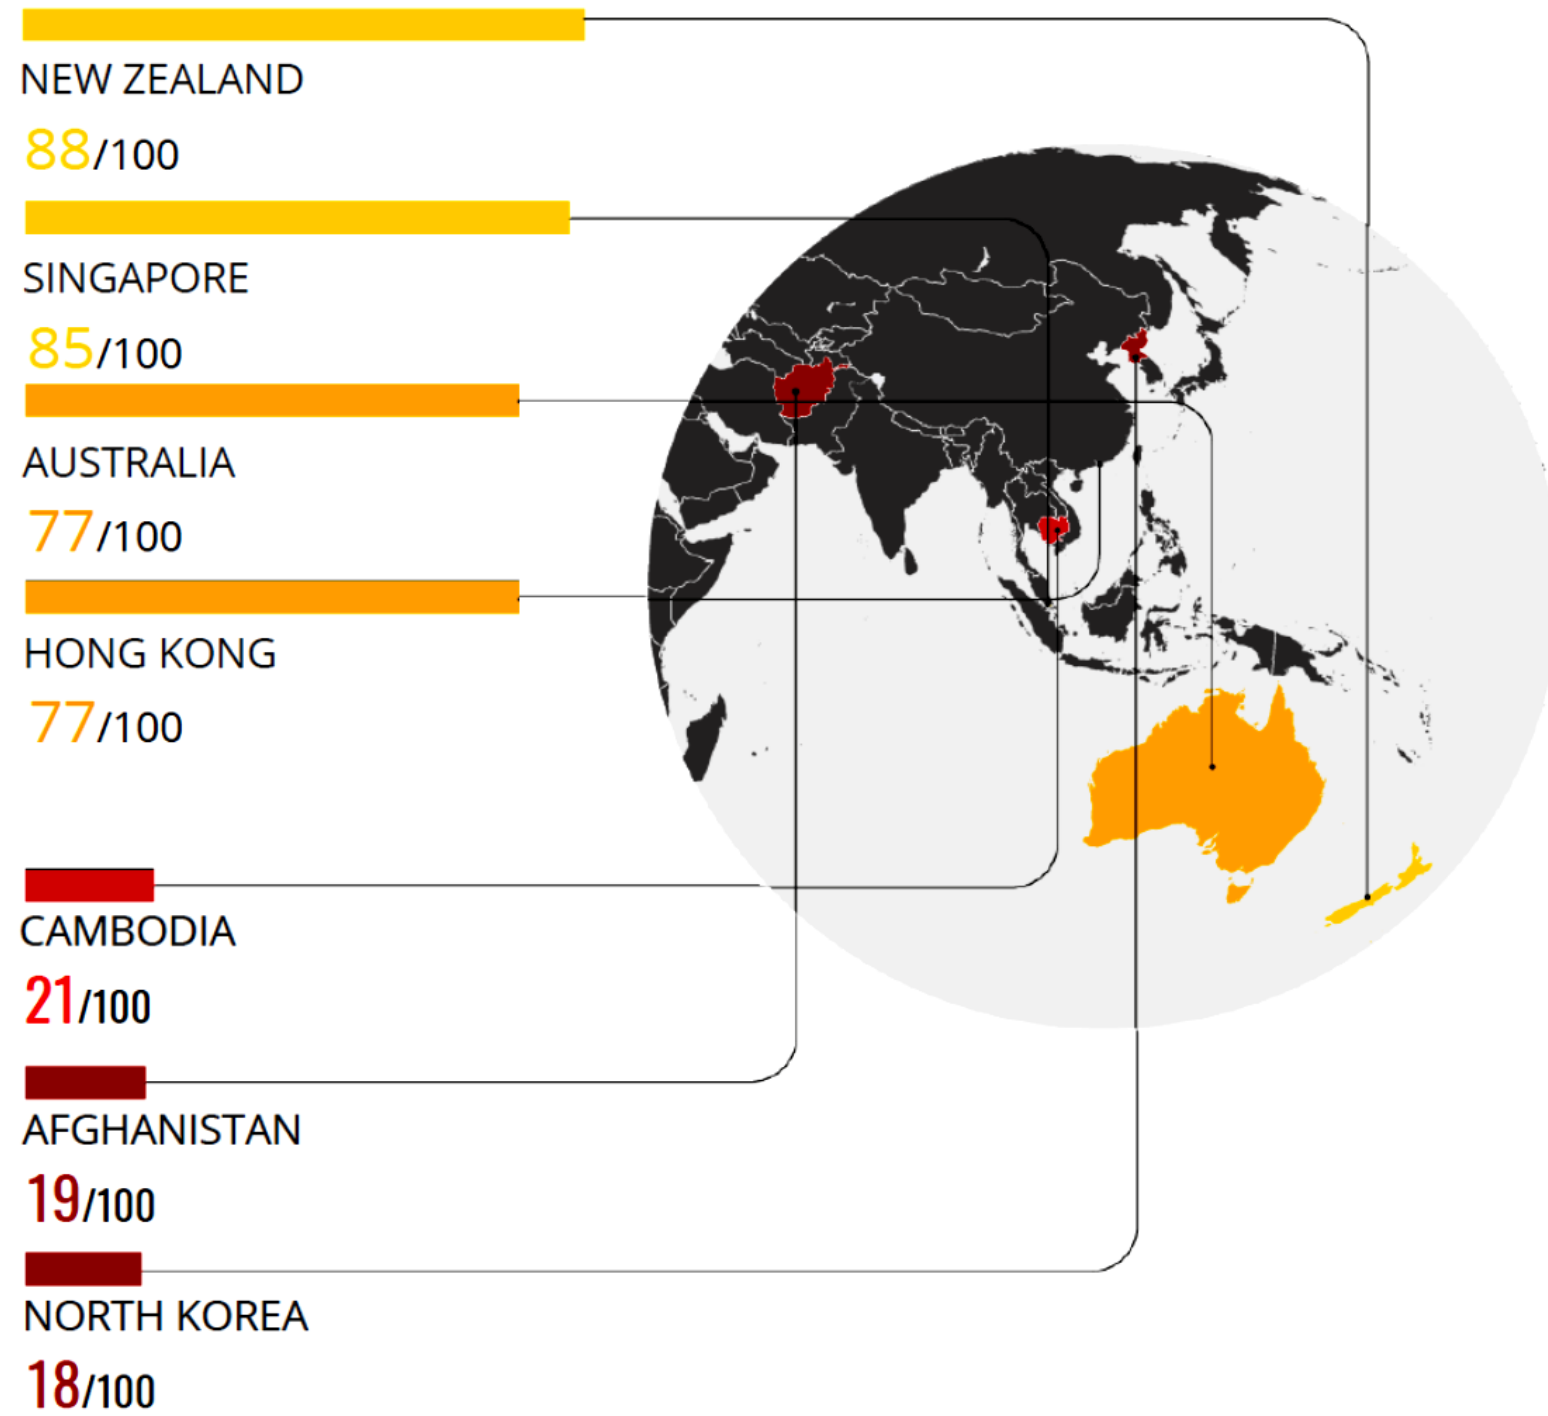 NEW ZEALAND
88/100
SINGAPORE
85/100
AUSTRALIA
77/100
HONG KONG
77/100
CAMBODIA
21/100
AFGHANISTAN
19/100
NORTH KOREA
18/100